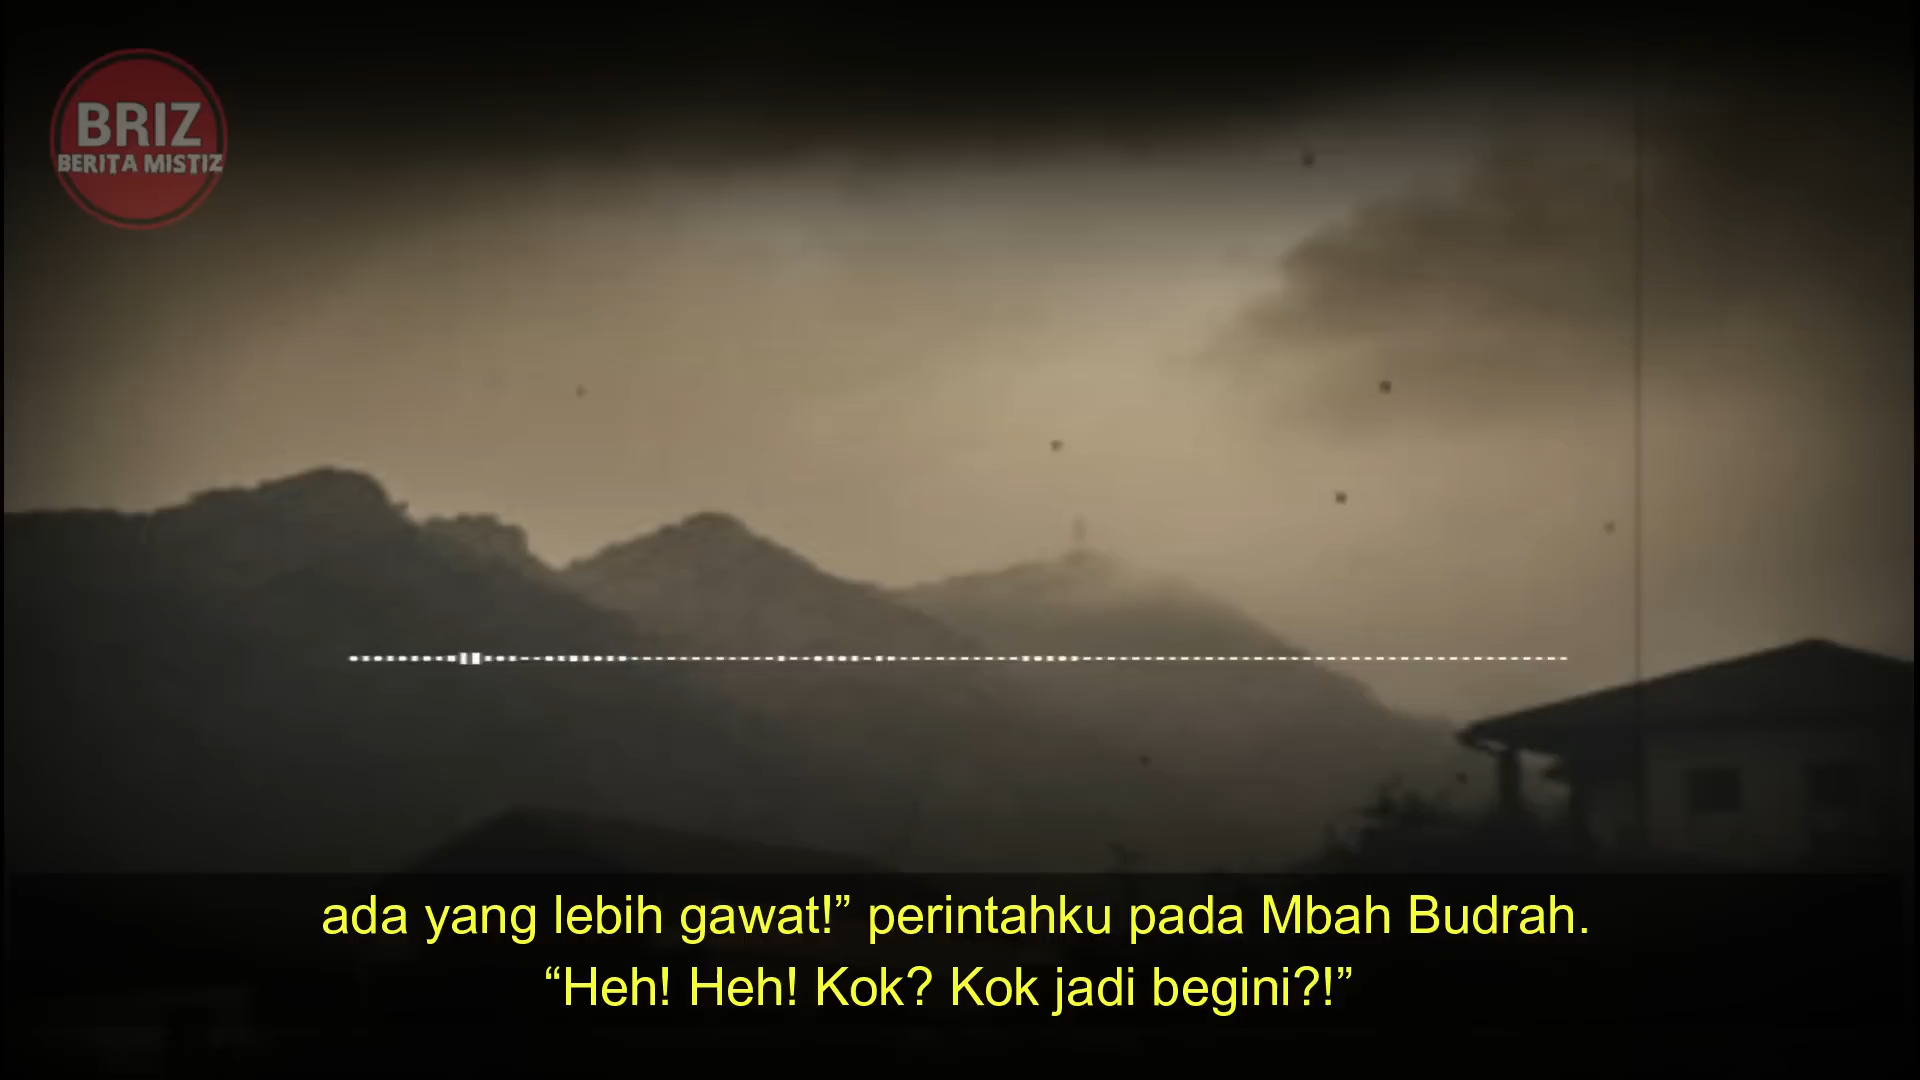 BRIZ
BERITA MISTIZ
ada yang lebih gawat!” perintahku pada Mbah Budrah.
“Heh! Heh! Kok? Kok jadi begini?!”